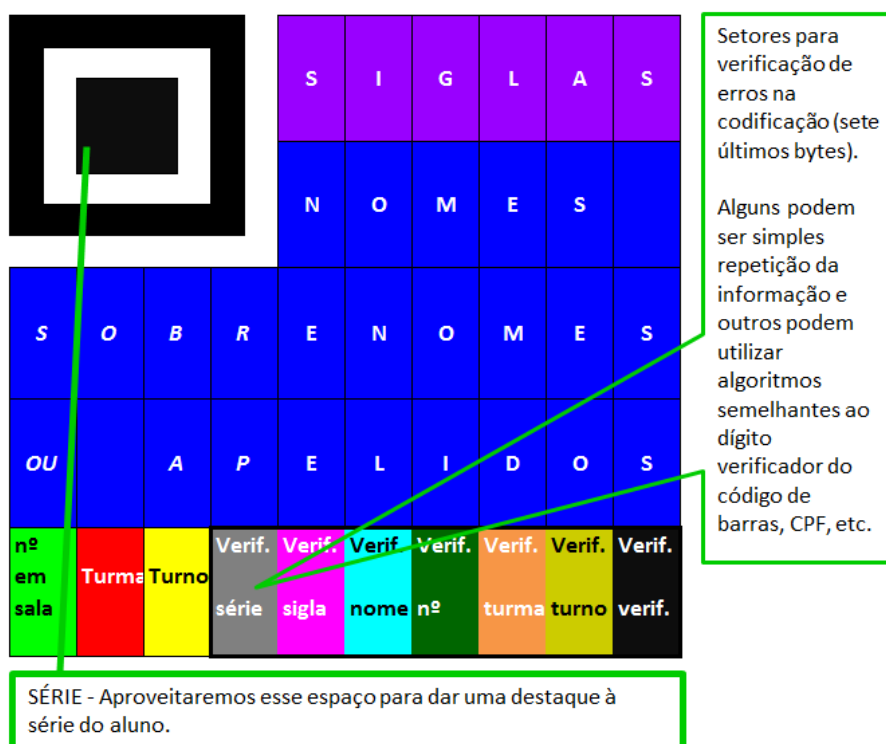 S I G L A S
N O M E S
S O B R E N O M E S
OU A P E L I D O S
nº em sala
Turma
Turno
Verif. série
Verif. sigla
Verif. nome
Verif. nº
Verif. turma
Verif. turno
Verif. verif.
Setores para
verificação de
erros na
codificação (sete
últimos bytes).
Alguns podem
ser simples
repetição da
informação e
outros podem
utilizar
algoritmos
semelhantes ao
dígito
verificador do
código de
barras, CPF, etc.
SÉRIE - Aproveitaremos esse espaço para dar uma destaque à
série do aluno.